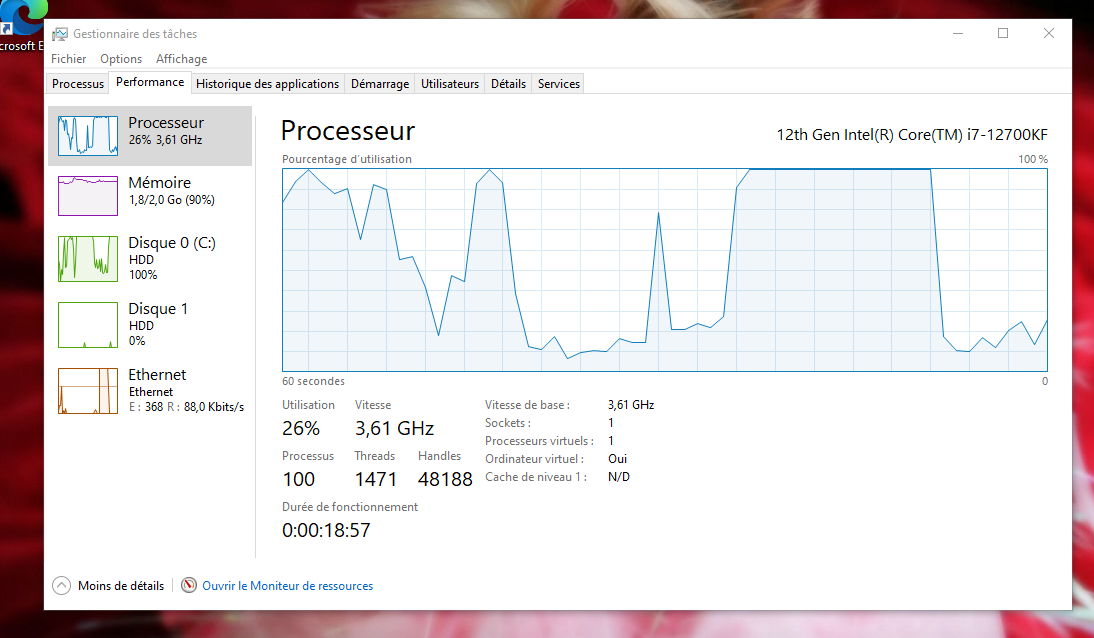 crosoft E
Gestionnaire des tâches
Fichier Options Affichage
Processus Performance Historique des applications Démarrage Utilisateurs Détails Services
Processeur
26% 3,61 GHz
Mémoire
1,8/2,0 Go (90%)
Disque 0 (C:)
HDD
100%
Disque 1
HDD
0%
Ethernet
Ethernet
E : 368 R : 88,0 Kbits/s
Processeur
12th Gen Intel(R) Core(TM) i7-12700KF
Pourcentage d'utilisation
100 %
60 secondes
0
Utilisation Vitesse
26% 3,61 GHz
Processus Threads Handles
100 1471 48188
Durée de fonctionnement
0:00:18:57
Vitesse de base : 3,61 GHz
Sockets : 1
Processeurs virtuels : 1
Ordinateur virtuel : Oui
Cache de niveau 1 : N/D
Moins de détails
Ouvrir le Moniteur de ressources